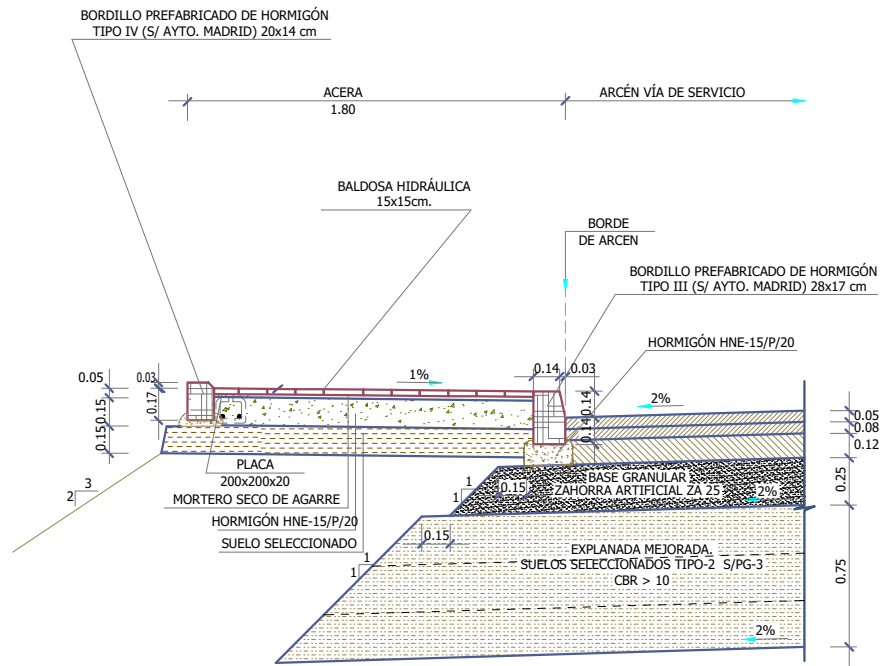 BORDILLO PREFABRICADO DE HORMIGÓN
TIPO IV (S/ AYTO. MADRID) 20x14 cm
ACERA
1.80
ARCÉN VÍA DE SERVICIO
BALDOSA HIDRÁULICA
15x15cm.
BORDE
DE ARCEN
BORDILLO PREFABRICADO DE HORMIGÓN
TIPO III (S/ AYTO. MADRID) 28x17 cm
HORMIGÓN HNE-15/P/20
0.05
0.15
0.15
0.03
0.17
1%
0.14
0.03
0.14
0.14
2%
0.05
0.08
0.12
0.25
0.75
PLACA
200x200x20
MORTERO SECO DE AGARRE
HORMIGÓN HNE-15/P/20
SUELO SELECCIONADO
3
2
1
1
0.15
BASE GRANULAR
ZAHORRA ARTIFICIAL ZA 25
2%
0.15
1
1
EXPLANADA MEJORADA.
SUELOS SELECCIONADOS TIPO-2 S/PG-3
CBR > 10
2%